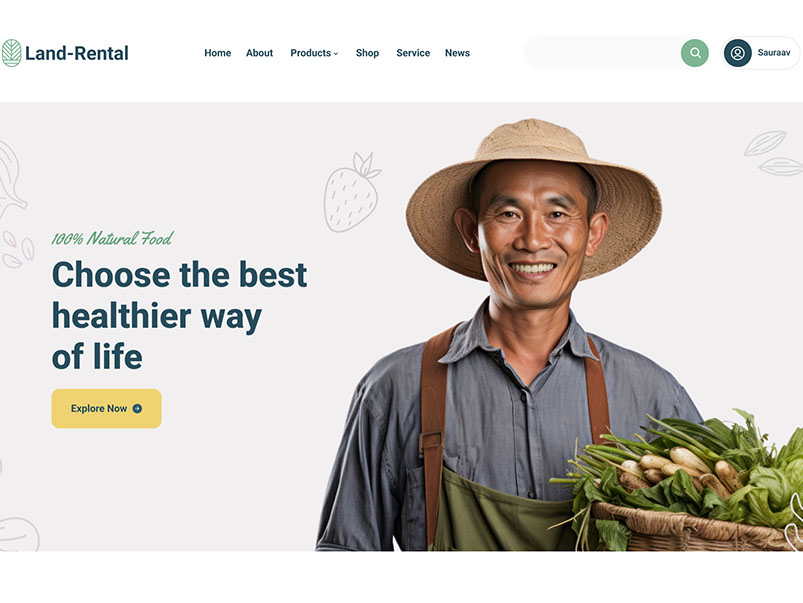 Land-Rental
Home About Products Shop Service News
Sauraav
100% Natural Food
Choose the best
healthier way
of life
Explore Now